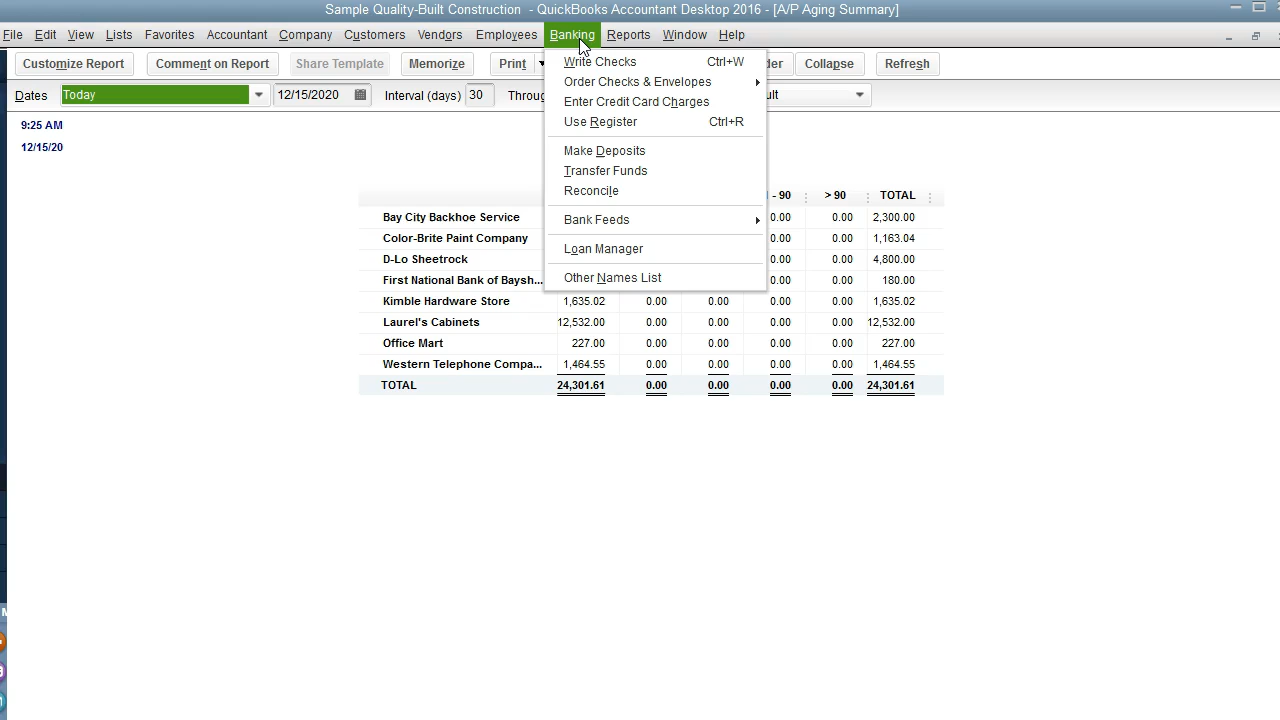 Sample Quality-Built Construction - QuickBooks Accountant Desktop 2016 - [A/P Aging Summary]
File Edit View Lists Favorites Accountant Company Customers Vendors Employees Banking Reports Window Help
Customize Report Comment on Report Share Template Memorize Print Collapse Refresh
Dates Today 12/15/2020 Interval (days) 30
Write Checks Ctrl+W
Order Checks & Envelopes
Enter Credit Card Charges
Use Register Ctrl+R
Make Deposits
Transfer Funds
Reconcile
Bank Feeds
Loan Manager
Other Names List
9:25 AM
12/15/20
- 90 > 90 TOTAL
Bay City Backhoe Service 0.00 0.00 2,300.00
Color-Brite Paint Company 0.00 0.00 1,163.04
D-Lo Sheetrock 0.00 0.00 4,800.00
First National Bank of Baysh... 0.00 0.00 180.00
Kimble Hardware Store 1,635.02 0.00 0.00 0.00 0.00 1,635.02
Laurel's Cabinets 12,532.00 0.00 0.00 0.00 0.00 12,532.00
Office Mart 227.00 0.00 0.00 0.00 0.00 227.00
Western Telephone Compa... 1,464.55 0.00 0.00 0.00 0.00 1,464.55
TOTAL 24,301.61 0.00 0.00 0.00 0.00 24,301.61